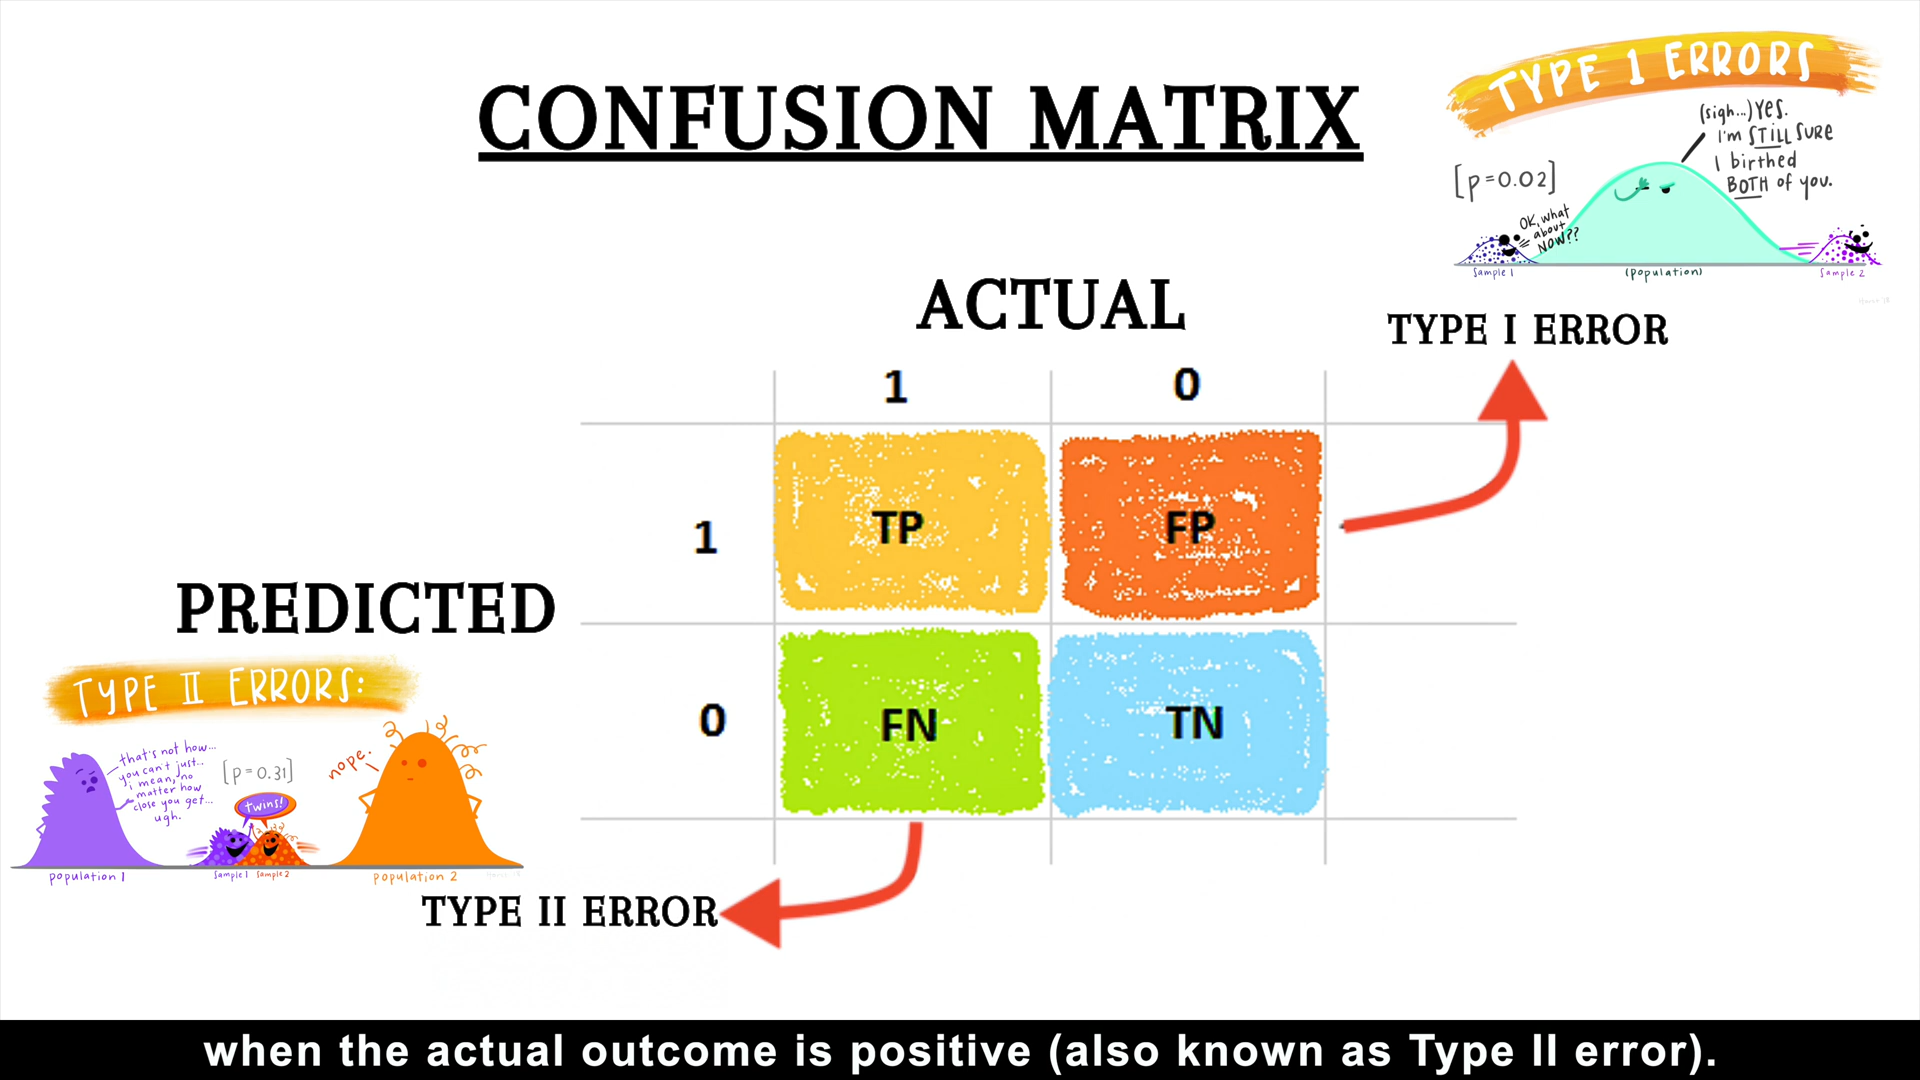 CONFUSION MATRIX
TYPE 1 ERRORS
(sigh...) Yes.
I'm STILL SURE
I birthed
BOTH of you.
[p=0.02]
OK, what
about
NOW??
Sample 1
(population)
Sample 2
ACTUAL
TYPE I ERROR
1
0
1
TP
FP
PREDICTED
0
FN
TN
TYPE II ERRORS:
that's not how...
you can't just..
i mean, no
matter how
close you get...
ugh.
[p=0.31]
twins!
nope.
population 1
Sample 1
Sample 2
population 2
TYPE II ERROR
when the actual outcome is positive (also known as Type II error).